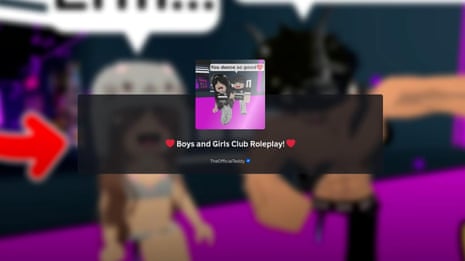 You dance so good❤️
❤️ Boys and Girls Club Roleplay! ❤️
TheOfficialTeddy